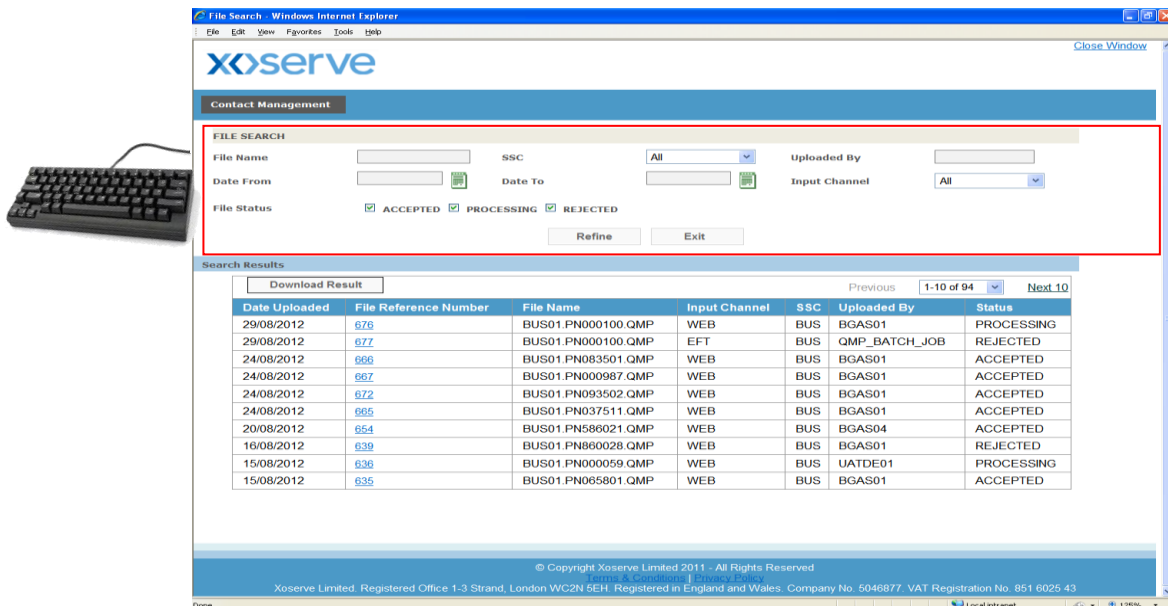 File Search - Windows Internet Explorer
File Edit View Favorites Tools Help
Close Window
xoserve
Contact Management
FILE SEARCH
File Name SSC All Uploaded By
Date From Date To Input Channel All
File Status ACCEPTED PROCESSING REJECTED
Refine Exit
Search Results
Download Result Previous 1-10 of 94 Next 10
Date Uploaded File Reference Number File Name Input Channel SSC Uploaded By Status
29/08/2012 676 BUS01.PN000100.QMP WEB BUS BGAS01 PROCESSING
29/08/2012 677 BUS01.PN000100.QMP EFT BUS QMP_BATCH_JOB REJECTED
24/08/2012 666 BUS01.PN083501.QMP WEB BUS BGAS01 ACCEPTED
24/08/2012 667 BUS01.PN000987.QMP WEB BUS BGAS01 ACCEPTED
24/08/2012 672 BUS01.PN093502.QMP WEB BUS BGAS01 ACCEPTED
24/08/2012 665 BUS01.PN037511.QMP WEB BUS BGAS01 ACCEPTED
20/08/2012 654 BUS01.PN586021.QMP WEB BUS BGAS04 ACCEPTED
16/08/2012 639 BUS01.PN860028.QMP WEB BUS BGAS01 REJECTED
15/08/2012 636 BUS01.PN000059.QMP WEB BUS UATDE01 PROCESSING
15/08/2012 635 BUS01.PN065801.QMP WEB BUS BGAS01 ACCEPTED
© Copyright Xoserve Limited 2011 - All Rights Reserved
Terms & Conditions | Privacy Policy
Xoserve Limited. Registered Office 1-3 Strand, London WC2N 5EH. Registered in England and Wales. Company No. 5046877. VAT Registration No. 851 6025 43
Done Local intranet 125%